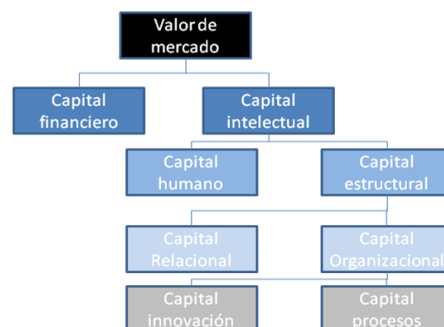 Valor de
mercado
Capital
financiero
Capital
intelectual
Capital
humano
Capital
estructural
Capital
Relacional
Capital
Organizacional
Capital
innovación
Capital
procesos